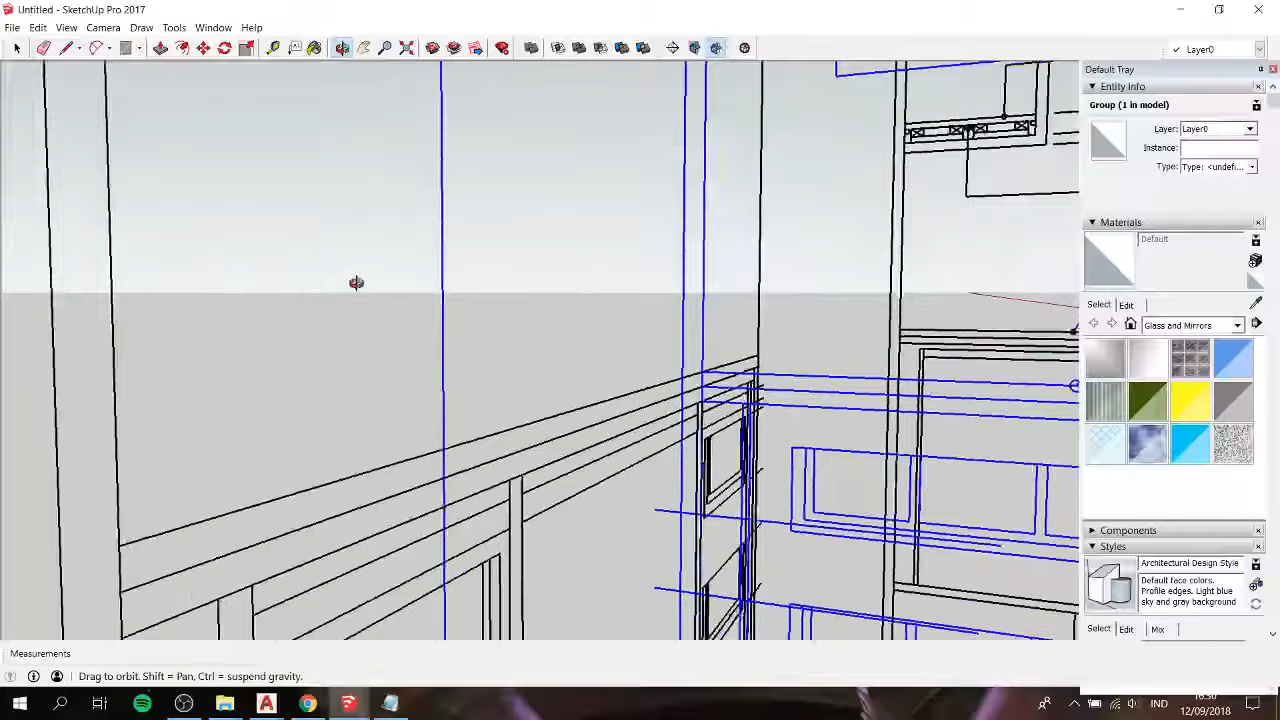 Untitled - SketchUp Pro 2017
File Edit View Camera Draw Tools Window Help
Layer0
Default Tray
Entity Info
Group (1 in model)
Layer: Layer0
Instance:
Type: Type: <undefi...
Materials
Default
Select Edit
Glass and Mirrors
Components
Styles
Architectural Design Style
Default face colors.
Profile edges. Light blue
sky and gray background
Select Edit Mix
Measurements
Drag to orbit. Shift = Pan, Ctrl = suspend gravity.
IND
16.30
12/09/2018